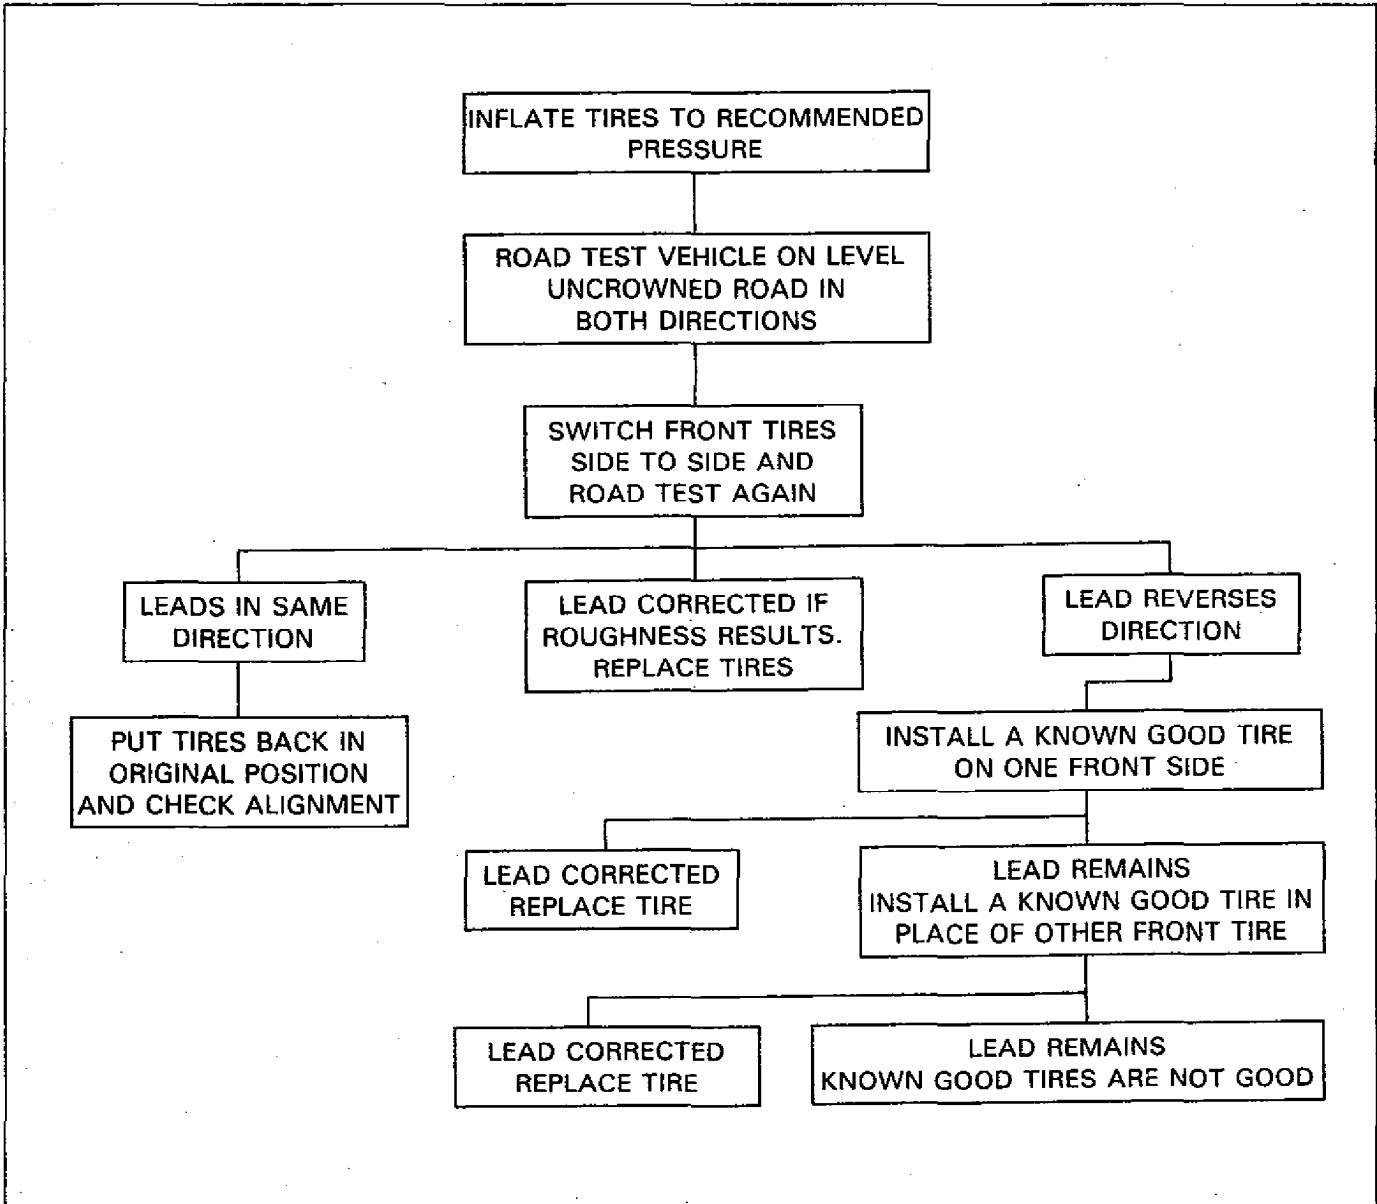 INFLATE TIRES TO RECOMMENDED
PRESSURE
ROAD TEST VEHICLE ON LEVEL
UNCROWNED ROAD IN
BOTH DIRECTIONS
SWITCH FRONT TIRES
SIDE TO SIDE AND
ROAD TEST AGAIN
LEADS IN SAME
DIRECTION
LEAD CORRECTED IF
ROUGHNESS RESULTS.
REPLACE TIRES
LEAD REVERSES
DIRECTION
PUT TIRES BACK IN
ORIGINAL POSITION
AND CHECK ALIGNMENT
INSTALL A KNOWN GOOD TIRE
ON ONE FRONT SIDE
LEAD CORRECTED
REPLACE TIRE
LEAD REMAINS
INSTALL A KNOWN GOOD TIRE IN
PLACE OF OTHER FRONT TIRE
LEAD CORRECTED
REPLACE TIRE
LEAD REMAINS
KNOWN GOOD TIRES ARE NOT GOOD